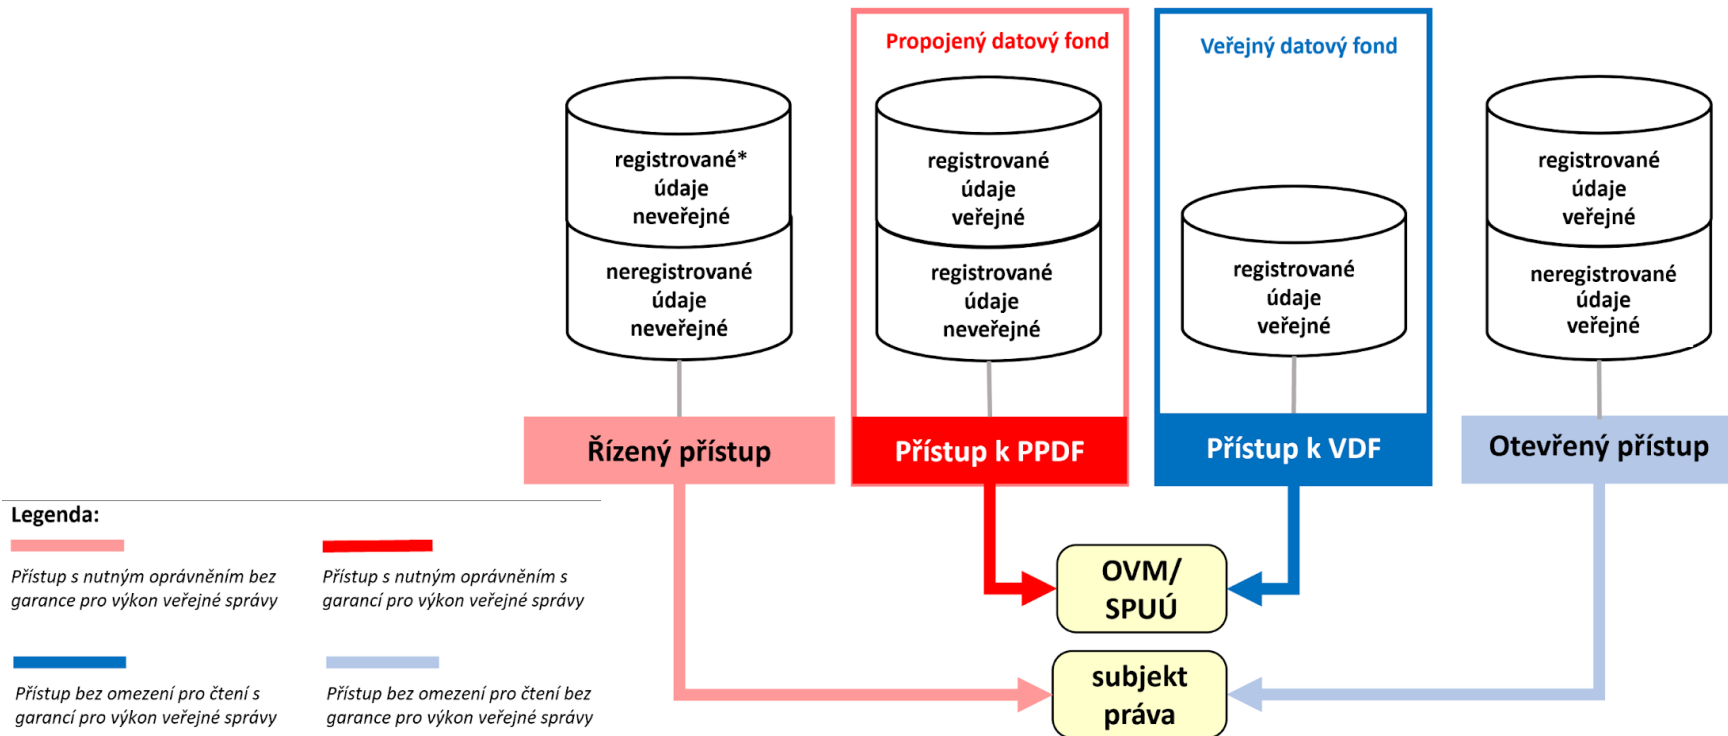 Propojený datový fond
Veřejný datový fond
registrované*
údaje
neveřejné
neregistrované
údaje
neveřejné
registrované
údaje
veřejné
registrované
údaje
neveřejné
registrované
údaje
veřejné
registrované
údaje
veřejné
neregistrované
údaje
veřejné
Řízený přístup
Přístup k PPDF
Přístup k VDF
Otevřený přístup
OVM/
SPUÚ
subjekt
práva
Legenda:
Přístup s nutným oprávněním bez
garance pro výkon veřejné správy
Přístup s nutným oprávněním s
garancí pro výkon veřejné správy
Přístup bez omezení pro čtení s
garancí pro výkon veřejné správy
Přístup bez omezení pro čtení bez
garance pro výkon veřejné správy